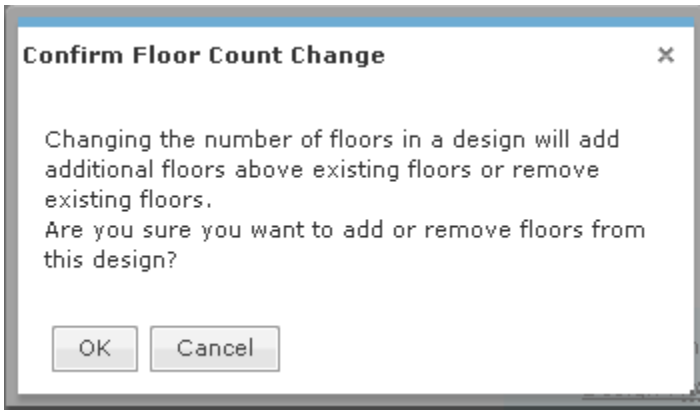 Confirm Floor Count Change
Changing the number of floors in a design will add
additional floors above existing floors or remove
existing floors.
Are you sure you want to add or remove floors from
this design?
OK
Cancel